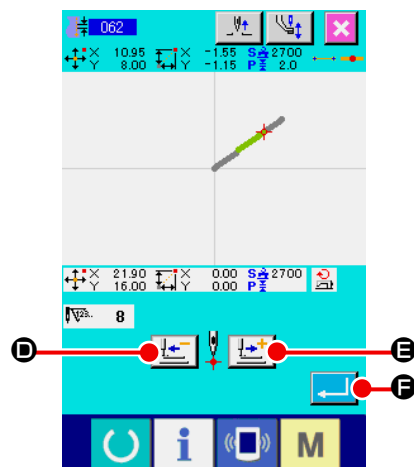 062
X 10.95 X -1.55 S 2700
Y 8.00 Y -1.15 P 2.0
X 21.90 X 0.00 S 2700
Y 16.00 Y 0.00 P
123.. 8
D E
F
i M